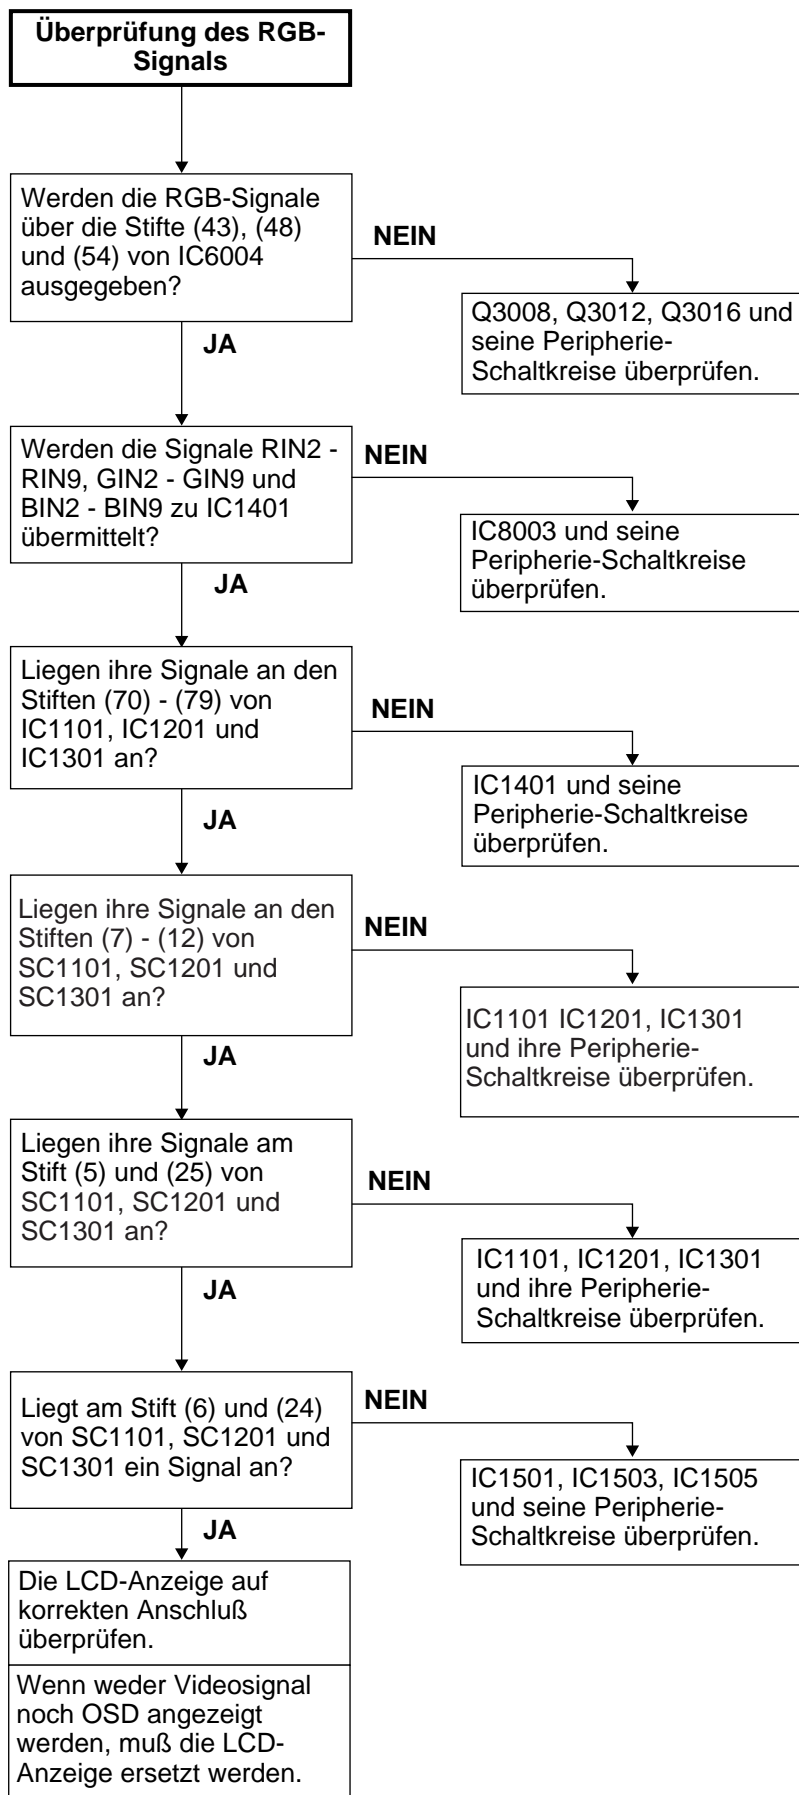 Überprüfung des RGB-
Signals
Werden die RGB-Signale
über die Stifte (43), (48)
und (54) von IC6004
ausgegeben?
NEIN
Q3008, Q3012, Q3016 und
seine Peripherie-
Schaltkreise überprüfen.
JA
Werden die Signale RIN2 -
RIN9, GIN2 - GIN9 und
BIN2 - BIN9 zu IC1401
übermittelt?
NEIN
IC8003 und seine
Peripherie-Schaltkreise
überprüfen.
JA
Liegen ihre Signale an den
Stiften (70) - (79) von
IC1101, IC1201 und
IC1301 an?
NEIN
IC1401 und seine
Peripherie-Schaltkreise
überprüfen.
JA
Liegen ihre Signale an den
Stiften (7) - (12) von
SC1101, SC1201 und
SC1301 an?
NEIN
IC1101 IC1201, IC1301
und ihre Peripherie-
Schaltkreise überprüfen.
JA
Liegen ihre Signale am
Stift (5) und (25) von
SC1101, SC1201 und
SC1301 an?
NEIN
IC1101, IC1201, IC1301
und ihre Peripherie-
Schaltkreise überprüfen.
JA
Liegt am Stift (6) und (24)
von SC1101, SC1201 und
SC1301 ein Signal an?
NEIN
IC1501, IC1503, IC1505
und seine Peripherie-
Schaltkreise überprüfen.
JA
Die LCD-Anzeige auf
korrekten Anschluß
überprüfen.
Wenn weder Videosignal
noch OSD angezeigt
werden, muß die LCD-
Anzeige ersetzt werden.